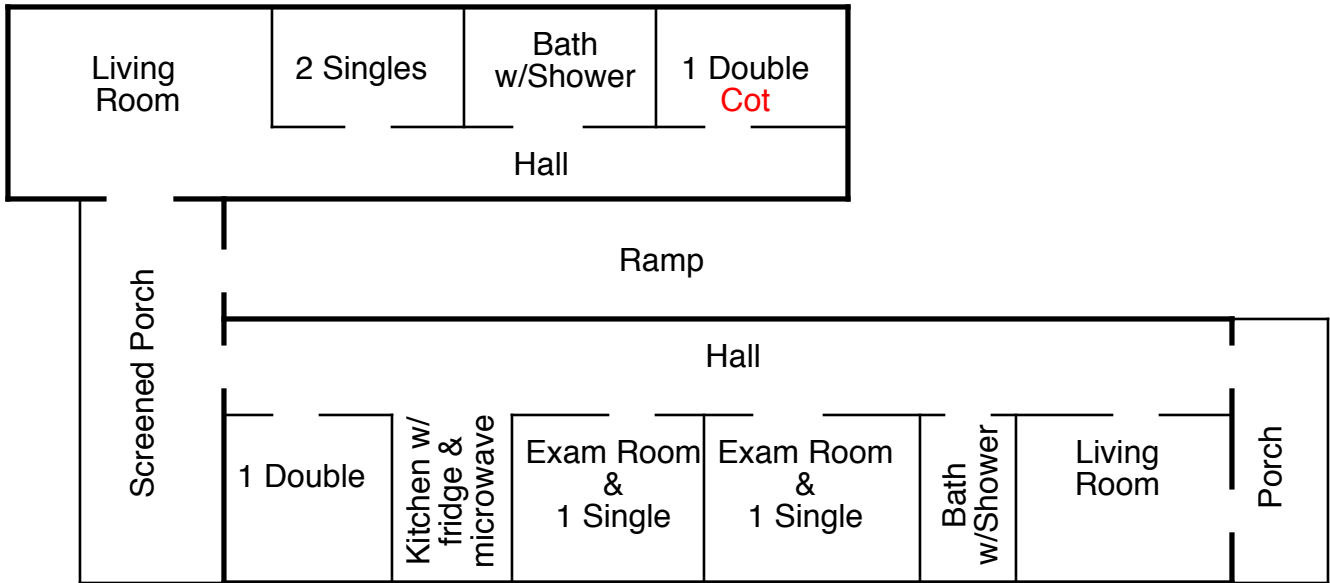 Living
Room
2 Singles
Bath
w/Shower
1 Double
Cot
Hall
Ramp
Screened Porch
Hall
1 Double
Kitchen w/
fridge &
microwave
Exam Room
&
1 Single
Exam Room
&
1 Single
Bath
w/Shower
Living
Room
Porch